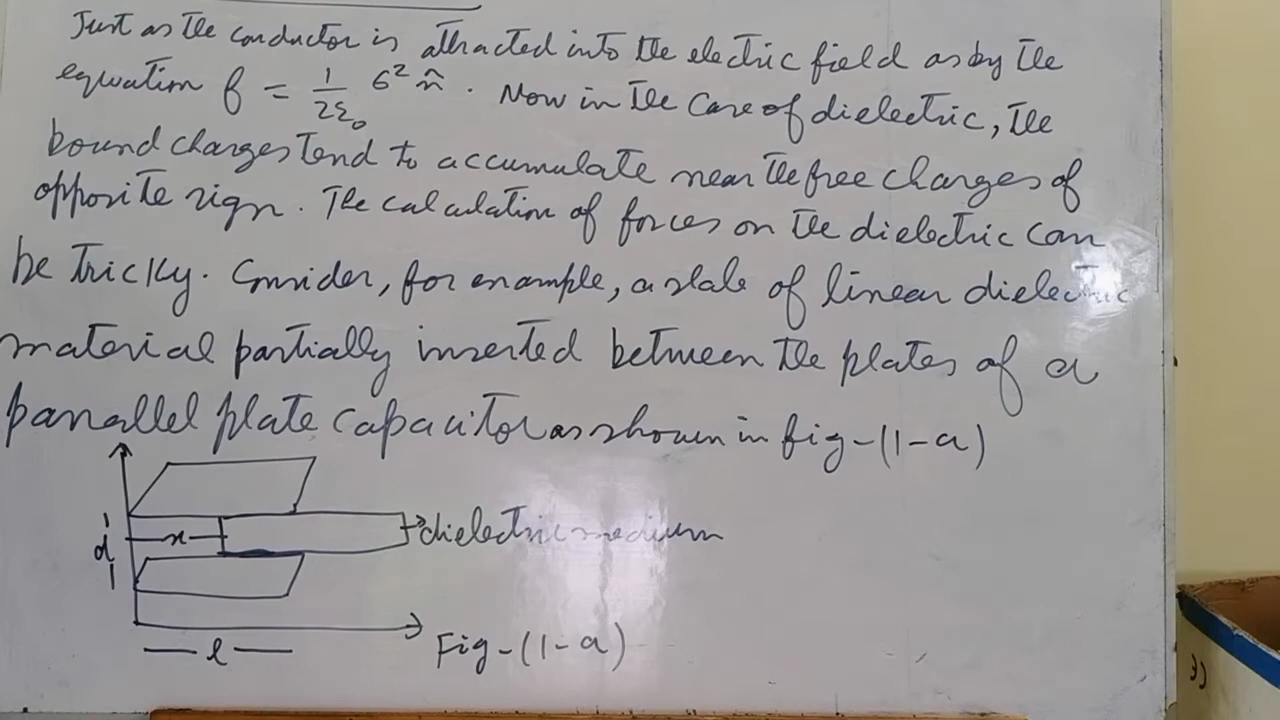 Just as the conductor is attracted into the electric field as by the
equation f = 1/2ε₀ σ² n̂ . Now in the case of dielectric, the
bound charges tend to accumulate near the free charges of
opposite sign. The calculation of forces on the dielectric can
be tricky. Consider, for example, a slab of linear dielectric
material partially inserted between the plates of a
parallel plate capacitor as shown in fig-(1-a)
d
x
dielectric medium
l
Fig-(1-a)
CE